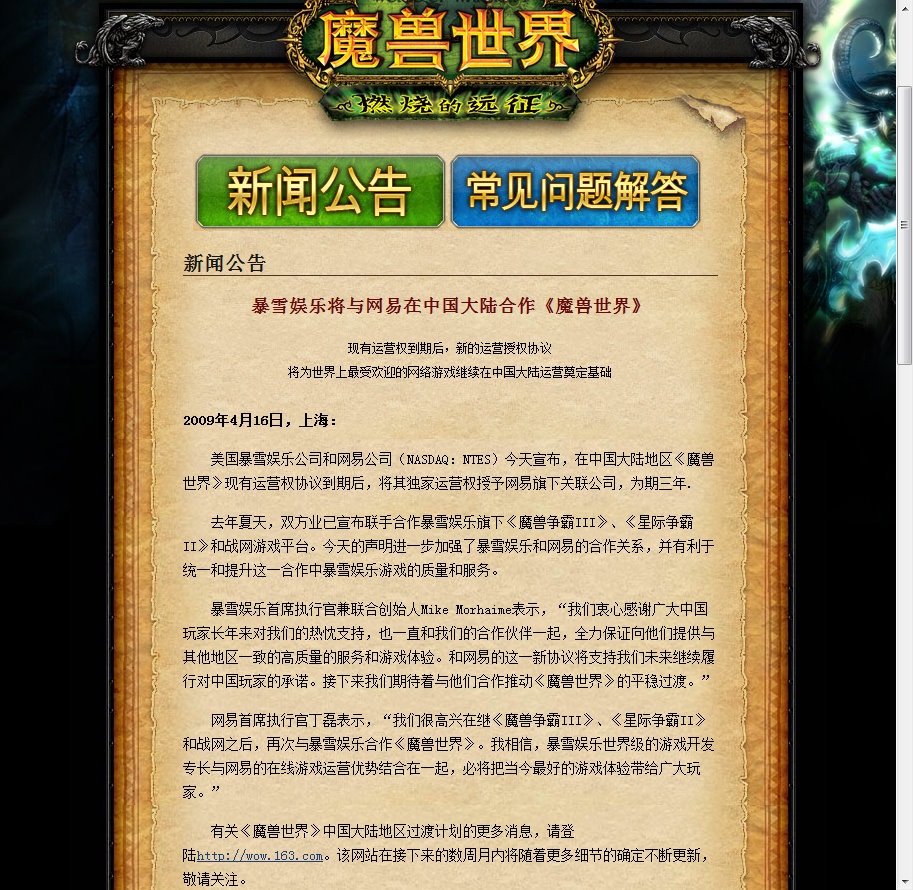 魔兽世界
燃烧的远征
新闻公告
常见问题解答
新闻公告
暴雪娱乐将与网易在中国大陆合作《魔兽世界》
现有运营权到期后，新的运营授权协议
将为世界上最受欢迎的网络游戏继续在中国大陆运营奠定基础
2009年4月16日，上海：
美国暴雪娱乐公司和网易公司（NASDAQ: NTES）今天宣布，在中国大陆地区《魔兽
世界》现有运营权协议到期后，将其独家运营权授予网易旗下关联公司，为期三年.
去年夏天，双方业已宣布联手合作暴雪娱乐旗下《魔兽争霸III》、《星际争霸
II》和战网游戏平台。今天的声明进一步加强了暴雪娱乐和网易的合作关系，并有利于
统一和提升这一合作中暴雪娱乐游戏的质量和服务。
暴雪娱乐首席执行官兼联合创始人Mike Morhaime表示，“我们衷心感谢广大中国
玩家长年来对我们的热忱支持，也一直和我们的合作伙伴一起，全力保证向他们提供与
其他地区一致的高质量的服务和游戏体验。和网易的这一新协议将支持我们未来继续履
行对中国玩家的承诺。接下来我们期待着与他们合作推动《魔兽世界》的平稳过渡。”
网易首席执行官丁磊表示，“我们很高兴在继《魔兽争霸III》、《星际争霸II》
和战网之后，再次与暴雪娱乐合作《魔兽世界》。我相信，暴雪娱乐世界级的游戏开发
专长与网易的在线游戏运营优势结合在一起，必将把当今最好的游戏体验带给广大玩
家。”
有关《魔兽世界》中国大陆地区过渡计划的更多消息，请登
陆http://wow.163.com。该网站在接下来的数周月内将随着更多细节的确定不断更新，
敬请关注。